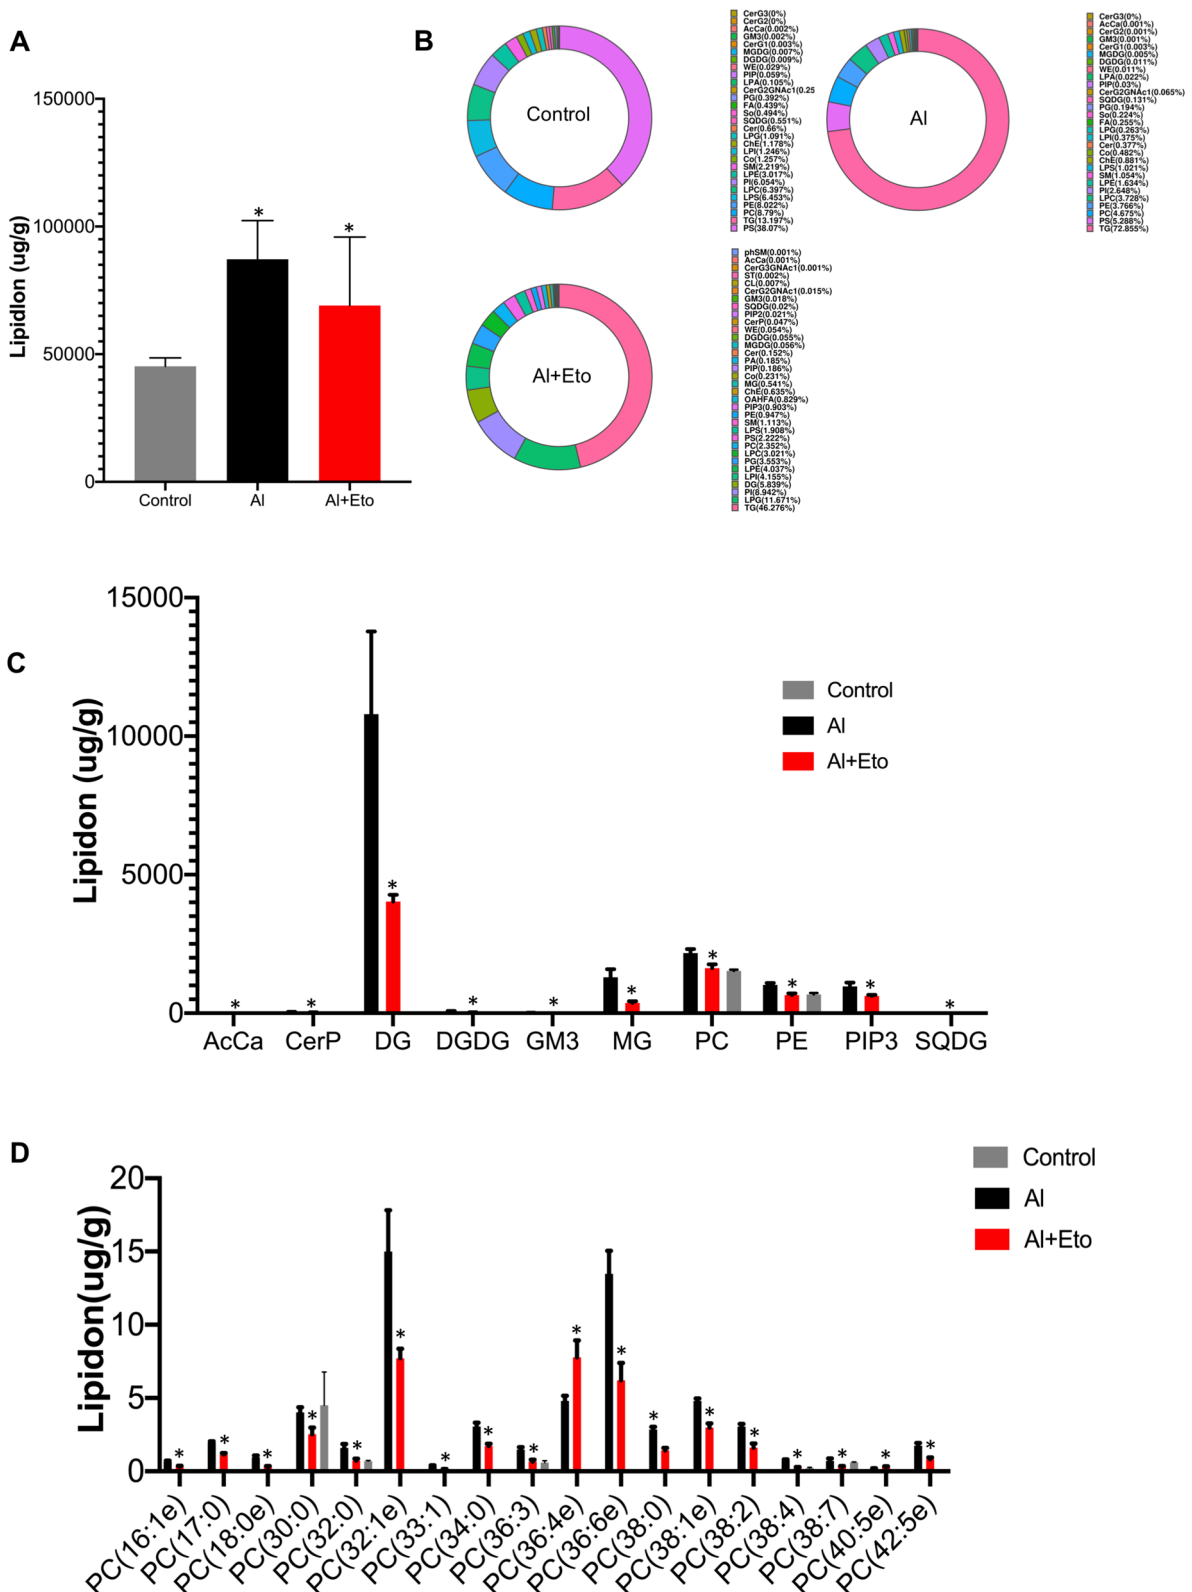 A
150000
100000
50000
0
Lipidlon (ug/g)
*
*
Control
Al
Al+Eto
B
Control
CerG3(0%)
CerG2(0%)
AcCa(0.002%)
GM3(0.002%)
CerG1(0.003%)
MGDG(0.007%)
DGDG(0.009%)
WE(0.029%)
PIP(0.059%)
LPA(0.105%)
CerG2GNAc1(0.25
PG(0.392%)
FA(0.439%)
So(0.494%)
SQDG(0.551%)
Cer(0.66%)
LPG(1.091%)
ChE(1.178%)
LPI(1.246%)
Co(1.257%)
SM(2.219%)
LPE(3.017%)
PI(6.054%)
LPC(6.397%)
LPS(6.453%)
PE(8.022%)
PC(8.79%)
TG(13.197%)
PS(38.07%)
Al
CerG3(0%)
AcCa(0.001%)
CerG2(0.001%)
GM3(0.001%)
CerG1(0.003%)
MGDG(0.005%)
DGDG(0.011%)
WE(0.011%)
LPA(0.022%)
PIP(0.03%)
CerG2GNAc1(0.065%)
SQDG(0.131%)
PG(0.194%)
So(0.224%)
FA(0.255%)
LPG(0.263%)
LPI(0.375%)
Cer(0.377%)
Co(0.482%)
ChE(0.881%)
LPS(1.021%)
SM(1.054%)
LPE(1.634%)
PI(2.648%)
LPC(3.728%)
PE(3.766%)
PC(4.675%)
PS(5.288%)
TG(72.855%)
Al+Eto
phSM(0.001%)
AcCa(0.001%)
CerG3GNAc1(0.001%)
ST(0.002%)
CL(0.007%)
CerG2GNAc1(0.015%)
GM3(0.018%)
SQDG(0.02%)
PIP2(0.021%)
CerP(0.047%)
WE(0.054%)
DGDG(0.055%)
MGDG(0.056%)
Cer(0.152%)
PA(0.185%)
PIP(0.186%)
Co(0.231%)
MG(0.541%)
ChE(0.635%)
OAHFA(0.829%)
PIP3(0.903%)
PE(0.947%)
SM(1.113%)
LPS(1.908%)
PS(2.222%)
PC(2.352%)
LPC(3.021%)
PG(3.553%)
LPE(4.037%)
LPI(4.155%)
DG(5.839%)
PI(8.942%)
LPG(11.671%)
TG(46.276%)
C
15000
10000
5000
0
Lipidon (ug/g)
Control
Al
Al+Eto
* * * * * * * * * *
AcCa CerP DG DGDG GM3 MG PC PE PIP3 SQDG
D
20
15
10
5
0
Lipidon(ug/g)
Control
Al
Al+Eto
* * * * * * * * * * * * * * * * * *
PC(16:1e) PC(17:0) PC(18:0e) PC(30:0) PC(32:0) PC(32:1e) PC(33:1) PC(34:0) PC(36:3) PC(36:4e) PC(36:6e) PC(38:0) PC(38:1e) PC(38:2) PC(38:4) PC(38:7) PC(40:5e) PC(42:5e)